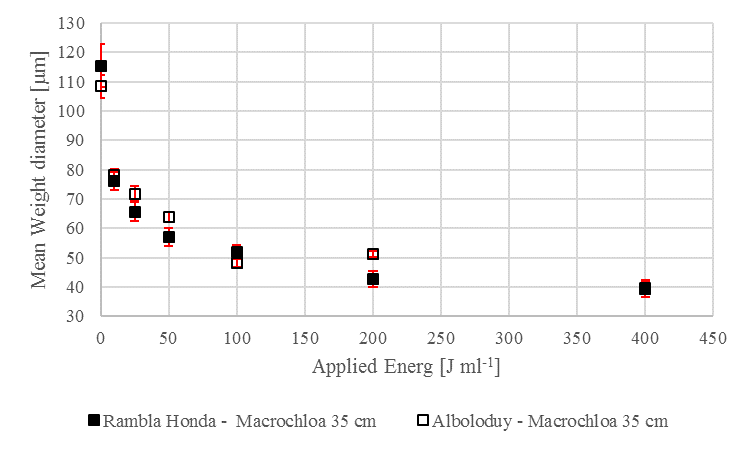 130
120
110
100
90
80
70
60
50
40
30
Mean Weight diameter [µm]
0 50 100 150 200 250 300 350 400 450
Applied Energ [J ml-1]
Rambla Honda - Macrochloa 35 cm Alboloduy - Macrochloa 35 cm